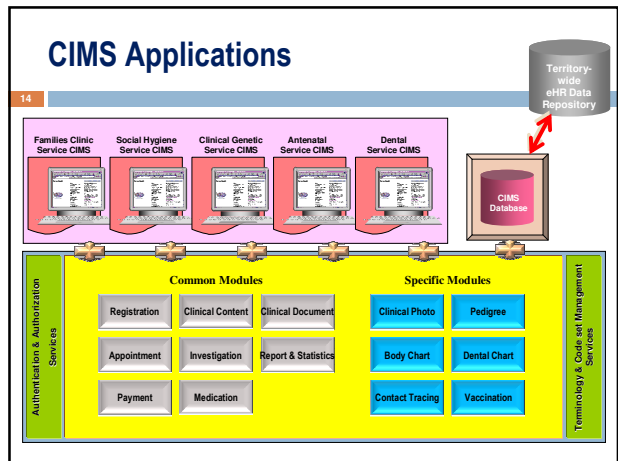 CIMS Applications
14
Territory-
wide
eHR Data
Repository
Families Clinic
Service CIMS
Social Hygiene
Service CIMS
Clinical Genetic
Service CIMS
Antenatal
Service CIMS
Dental
Service CIMS
CIMS
Database
Authentication & Authorization
Services
Common Modules
Registration
Clinical Content
Clinical Document
Appointment
Investigation
Report & Statistics
Payment
Medication
Specific Modules
Clinical Photo
Pedigree
Body Chart
Dental Chart
Contact Tracing
Vaccination
Terminology & Code set Management
Services